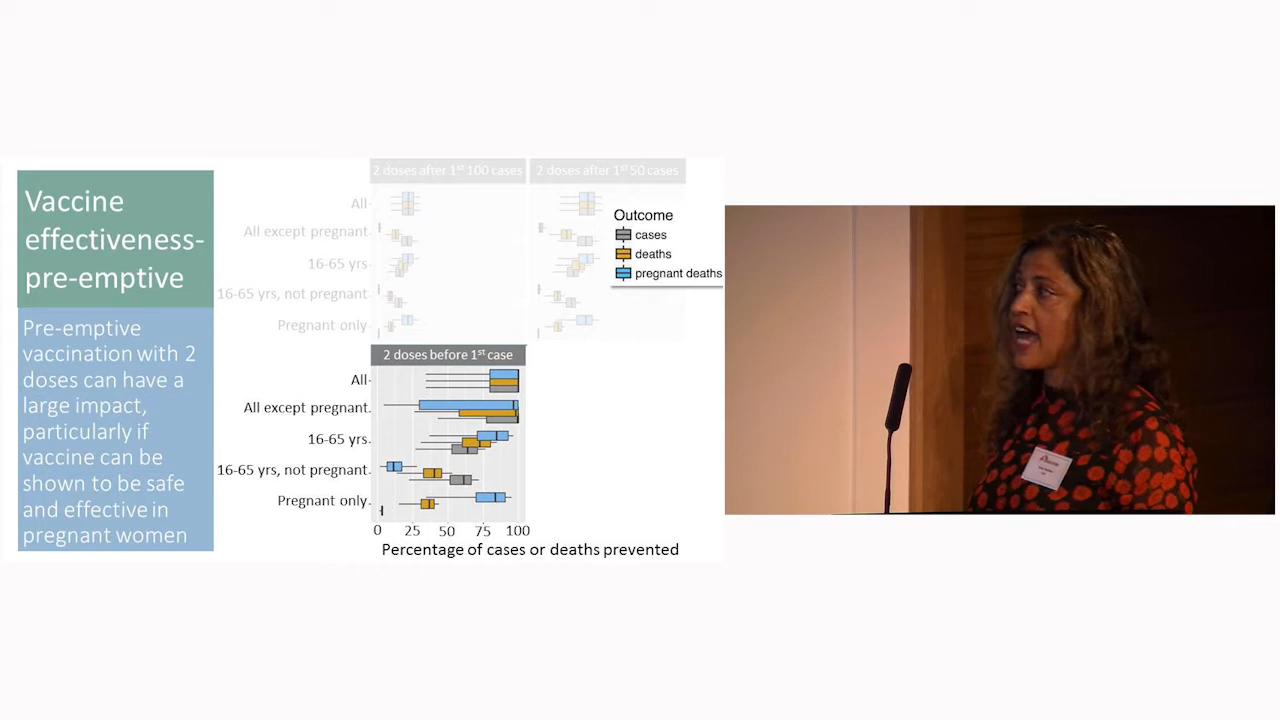 Vaccine
effectiveness-
pre-emptive
Pre-emptive
vaccination with 2
doses can have a
large impact,
particularly if
vaccine can be
shown to be safe
and effective in
pregnant women
2 doses after 1st 100 cases
2 doses after 1st 50 cases
All
All except pregnant
16-65 yrs
16-65 yrs, not pregnant
Pregnant only
Outcome
cases
deaths
pregnant deaths
2 doses before 1st case
All
All except pregnant
16-65 yrs
16-65 yrs, not pregnant
Pregnant only
0 25 50 75 100
Percentage of cases or deaths prevented